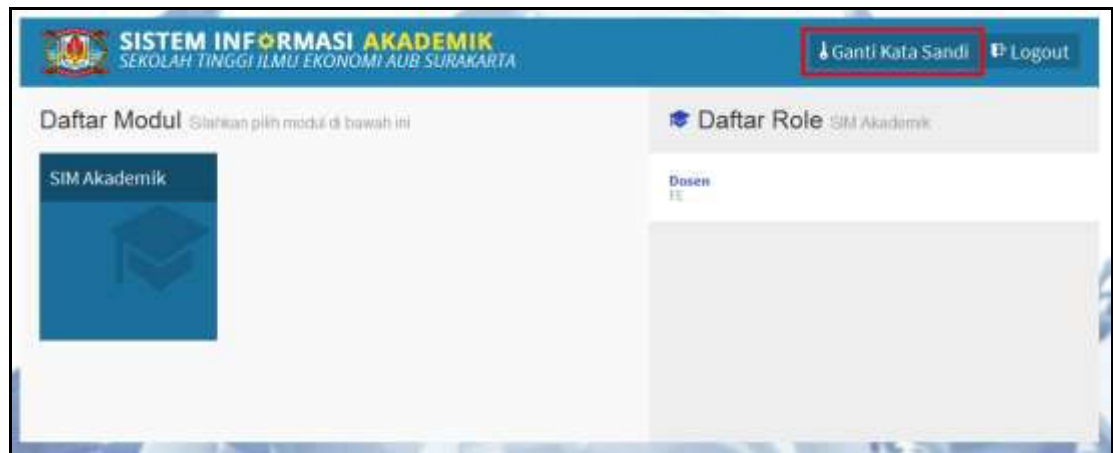 SISTEM INFORMASI AKADEMIK
SEKOLAH TINGGI ILMU EKONOMI AUB SURAKARTA
Ganti Kata Sandi
Logout
Daftar Modul Silahkan pilih modul di bawah ini
SIM Akademik
Daftar Role SIM Akademik
Dosen
FE